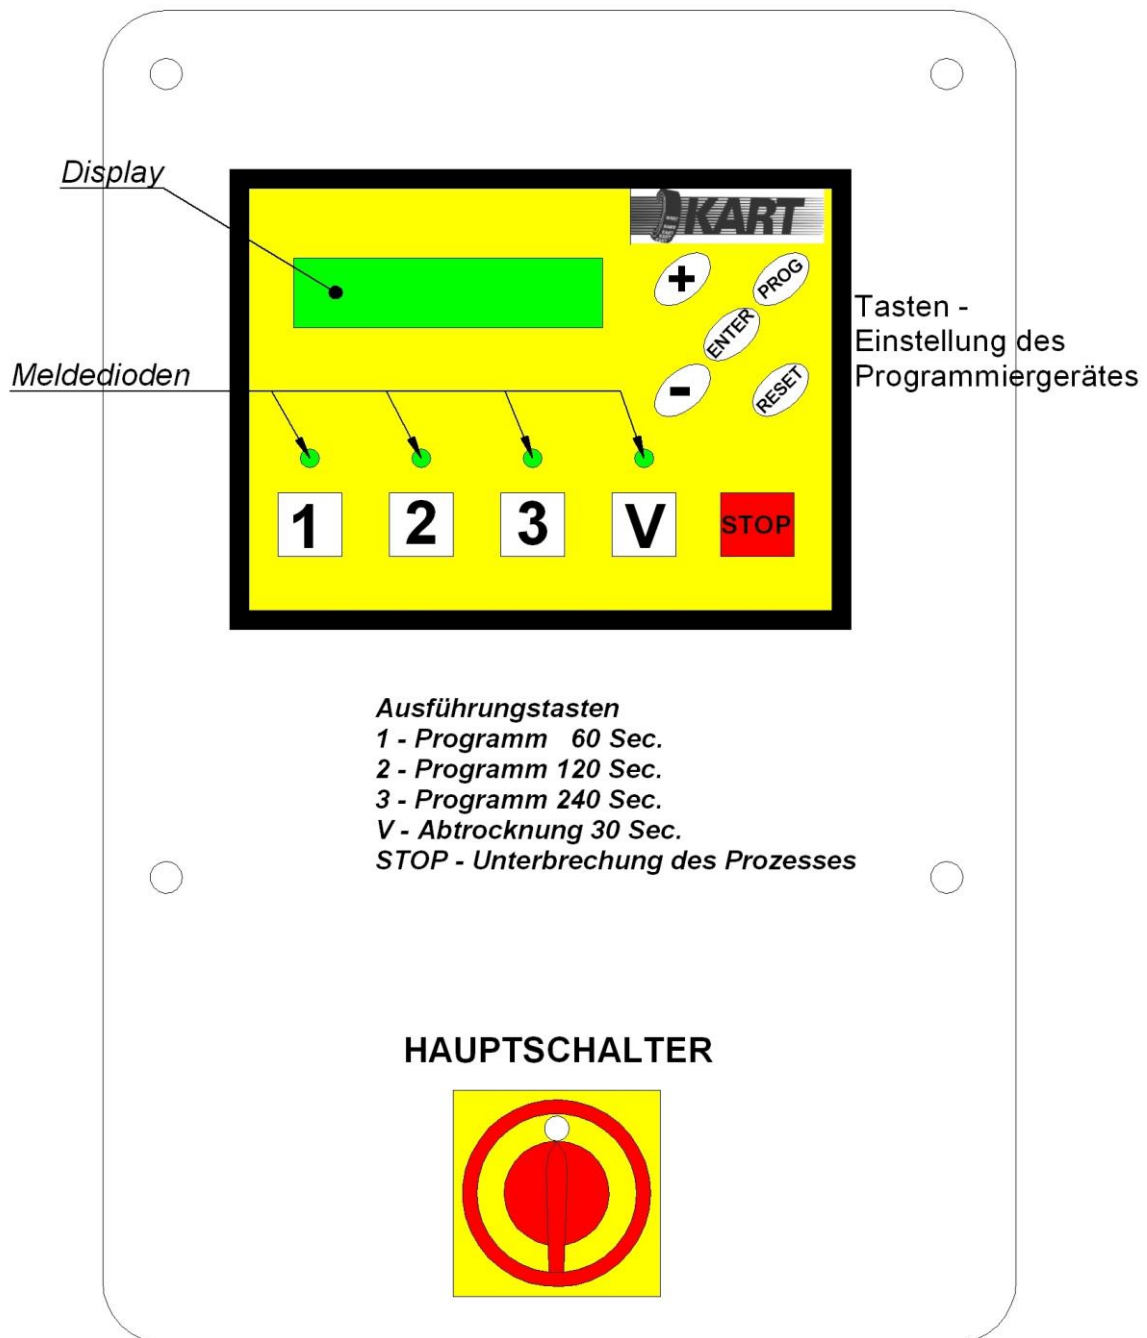 Display
KART
+
PROG
ENTER
-
RESET
Tasten -
Einstellung des
Programmiergerätes
Meldedioden
1 2 3 V STOP
Ausführungstasten
1 - Programm 60 Sec.
2 - Programm 120 Sec.
3 - Programm 240 Sec.
V - Abtrocknung 30 Sec.
STOP - Unterbrechung des Prozesses
HAUPTSCHALTER